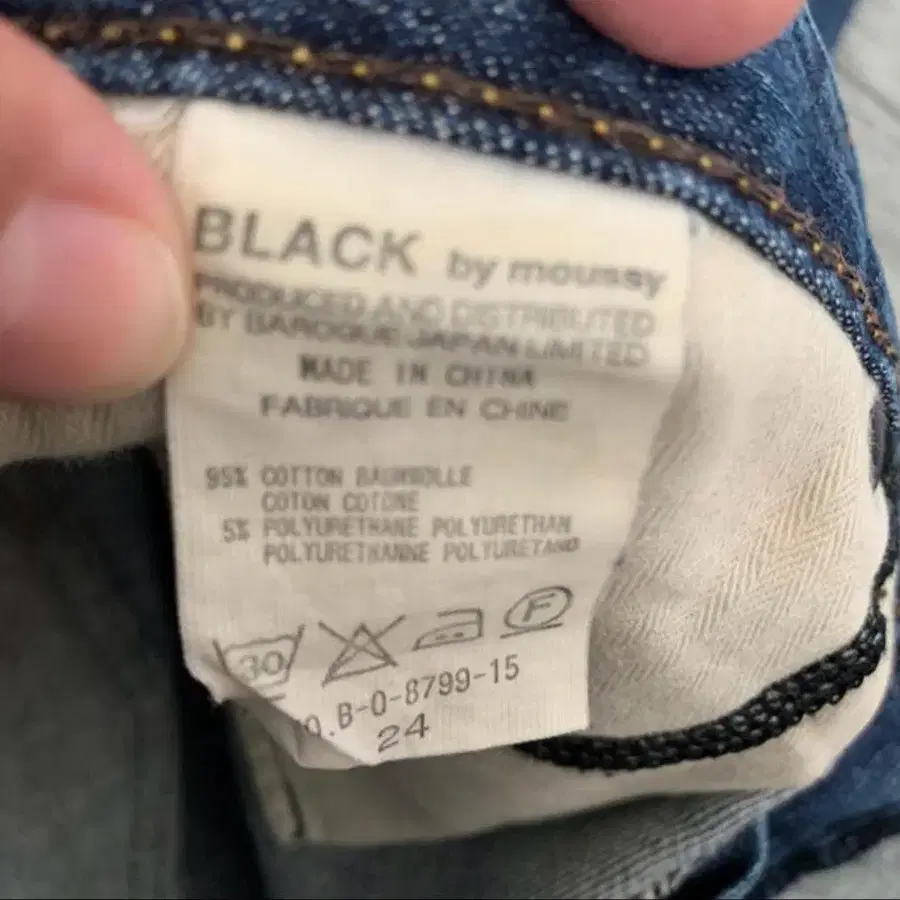 BLACK by moussy
PRODUCED AND DISTRIBUTED
BY BAROQUE JAPAN LIMITED
MADE IN CHINA
FABRIQUE EN CHINE
95% COTTON BAUMWOLLE
COTON COTONE
5% POLYURETHANE POLYURETHAN
POLYURETHANNE POLYURETANO
30 F
O.B-0-8799-15
24